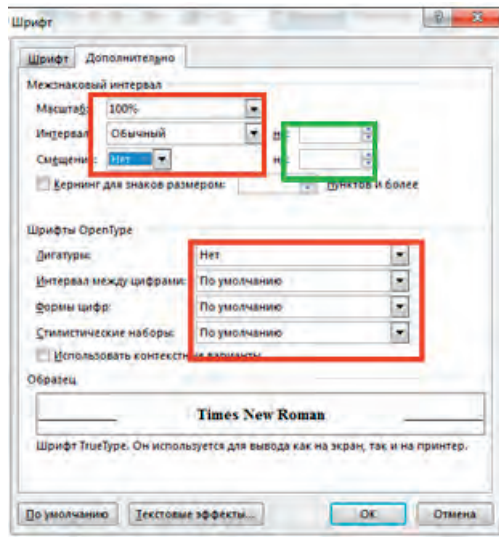 Шрифт
Шрифт Дополнительно
Межзнаковый интервал
Масштаб: 100%
Интервал Обычный на:
Смещение: Нет на:
Кернинг для знаков размером: пунктов и более
Шрифты OpenType
Лигатуры: Нет
Интервал между цифрами: По умолчанию
Формы цифр: По умолчанию
Стилистические наборы: По умолчанию
Использовать контекстные варианты
Образец
Times New Roman
Шрифт TrueType. Он используется для вывода как на экран, так и на принтер.
По умолчанию Текстовые эффекты... ОК Отмена